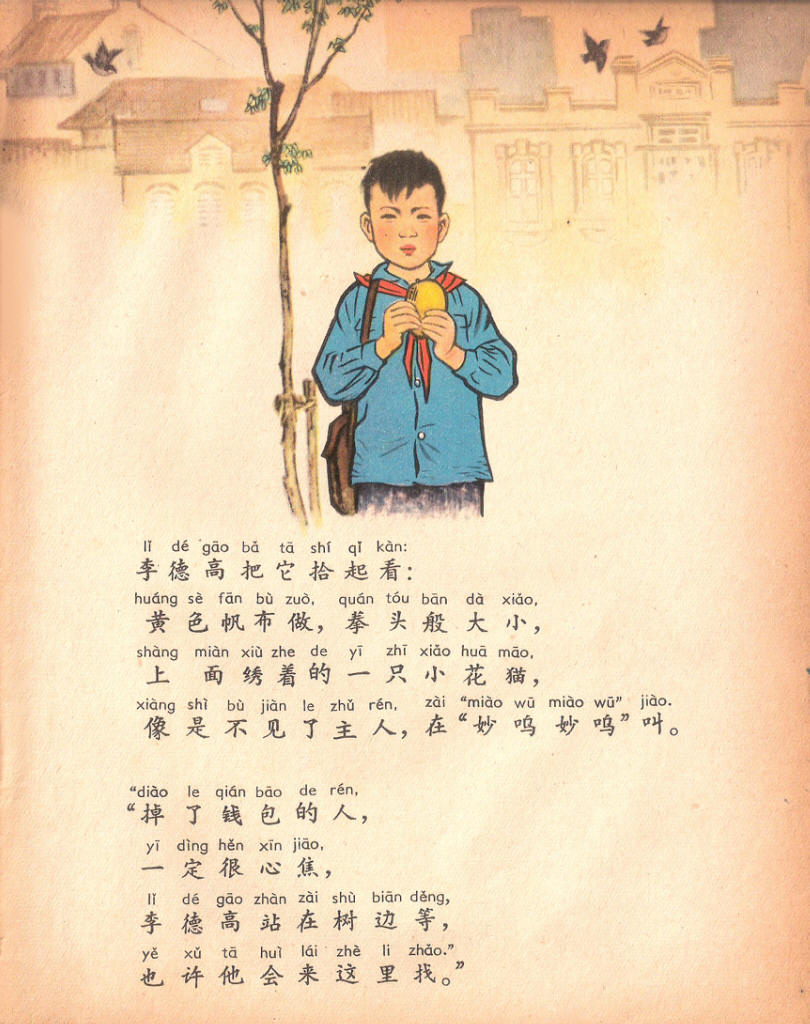 lǐ dé gāo bǎ tā shí qǐ kàn:
李德高把它拾起看：
huáng sè fān bù zuò, quán tóu bān dà xiǎo,
黄色帆布做，拳头般大小，
shàng miàn xiù zhe de yī zhī xiǎo huā māo,
上面绣着的一只小花猫，
xiàng shì bù jiàn le zhǔ rén, zài “miào wū miào wū” jiào.
像是不见了主人，在“妙呜妙呜”叫。
“diào le qián bāo de rén,
“掉了钱包的人，
yī dìng hěn xīn jiāo,
一定很心焦，
lǐ dé gāo zhàn zài shù biān děng,
李德高站在树边等，
yě xǔ tā huì lái zhè li zhǎo.”
也许他会来这里找。”